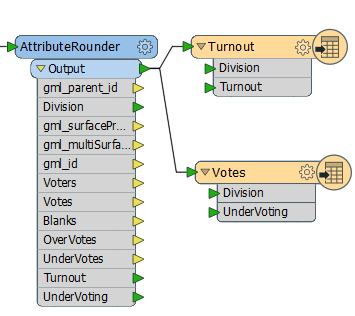 AttributeRounder
Output
gml_parent_id
Division
gml_surfacePr...
gml_multiSurfa...
gml_id
Voters
Votes
Blanks
OverVotes
UnderVotes
Turnout
UnderVoting
Turnout
Division
Turnout
Votes
Division
UnderVoting